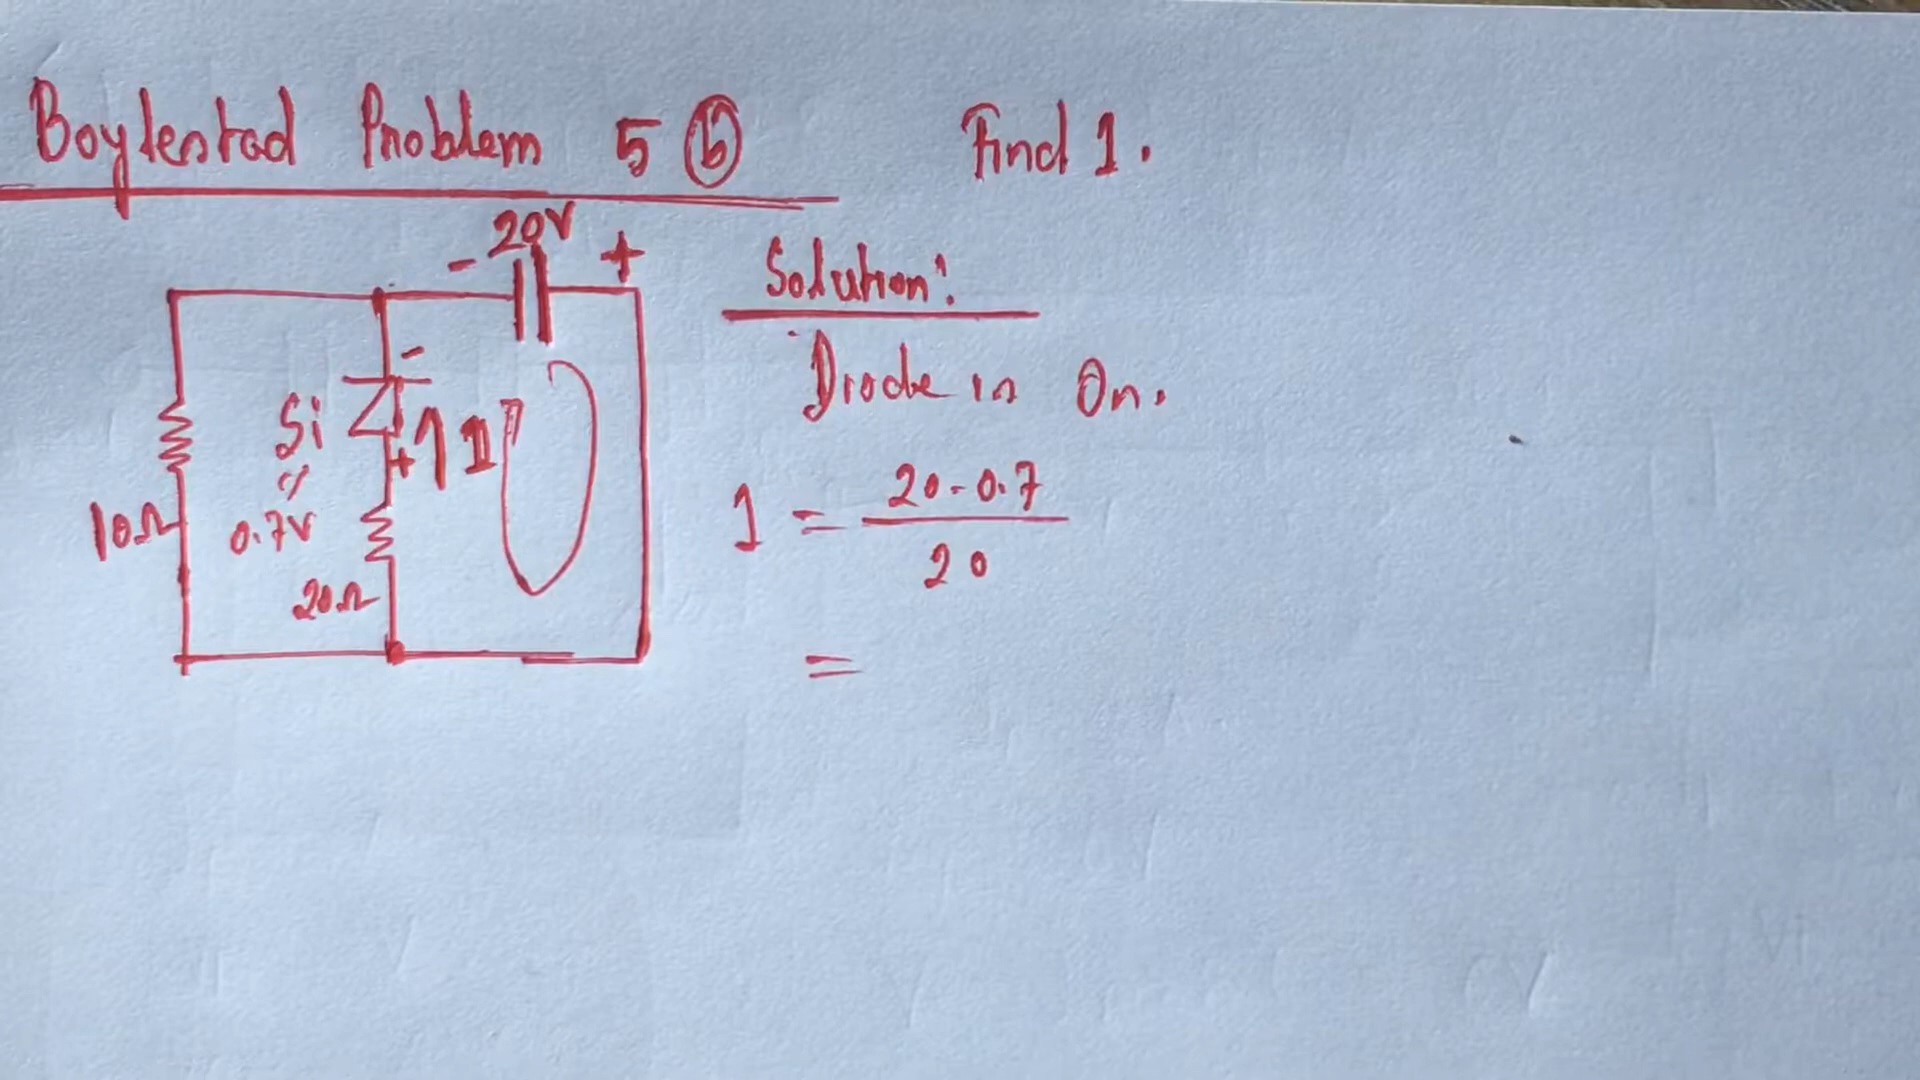 Boylestad Problem 5 ⓑ
Find I.
- 20V +
Solution:
Diode is On.
Si
-
+
I
10Ω
0.7V
20Ω
I = 20-0.7
20
=